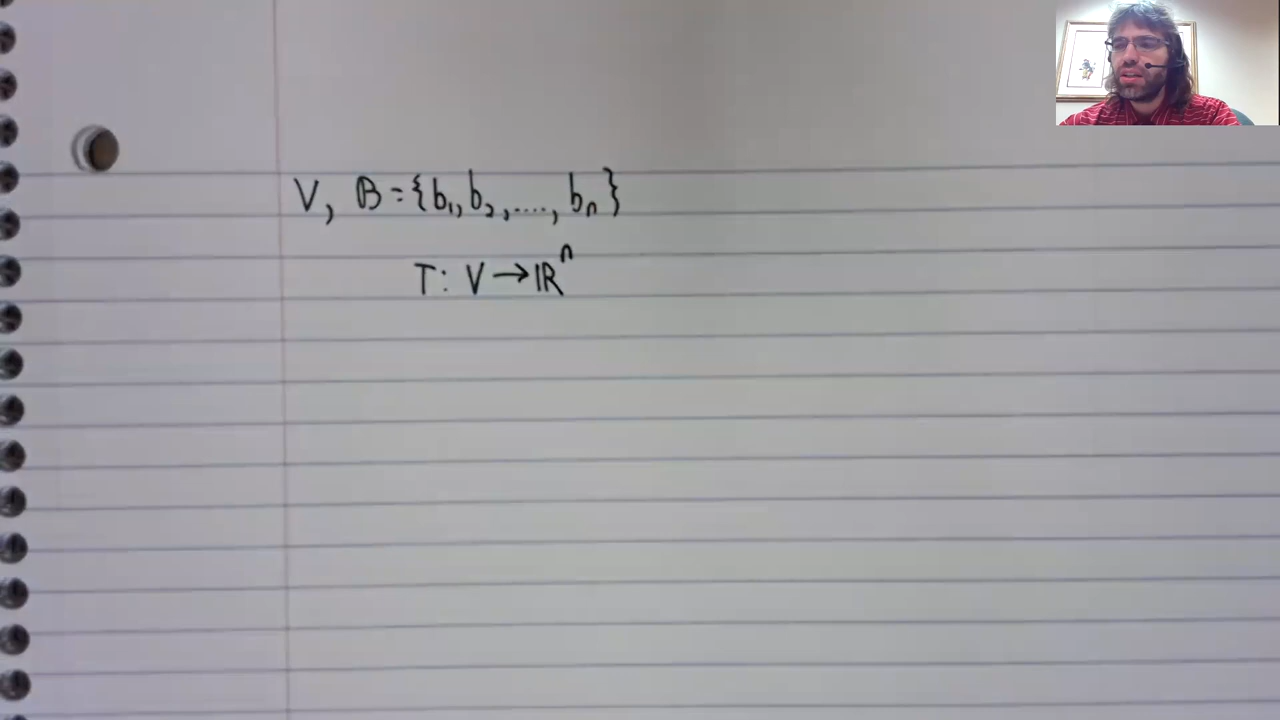 V, B={b₁,b₂,....,bₙ}
T: V→ℝⁿ